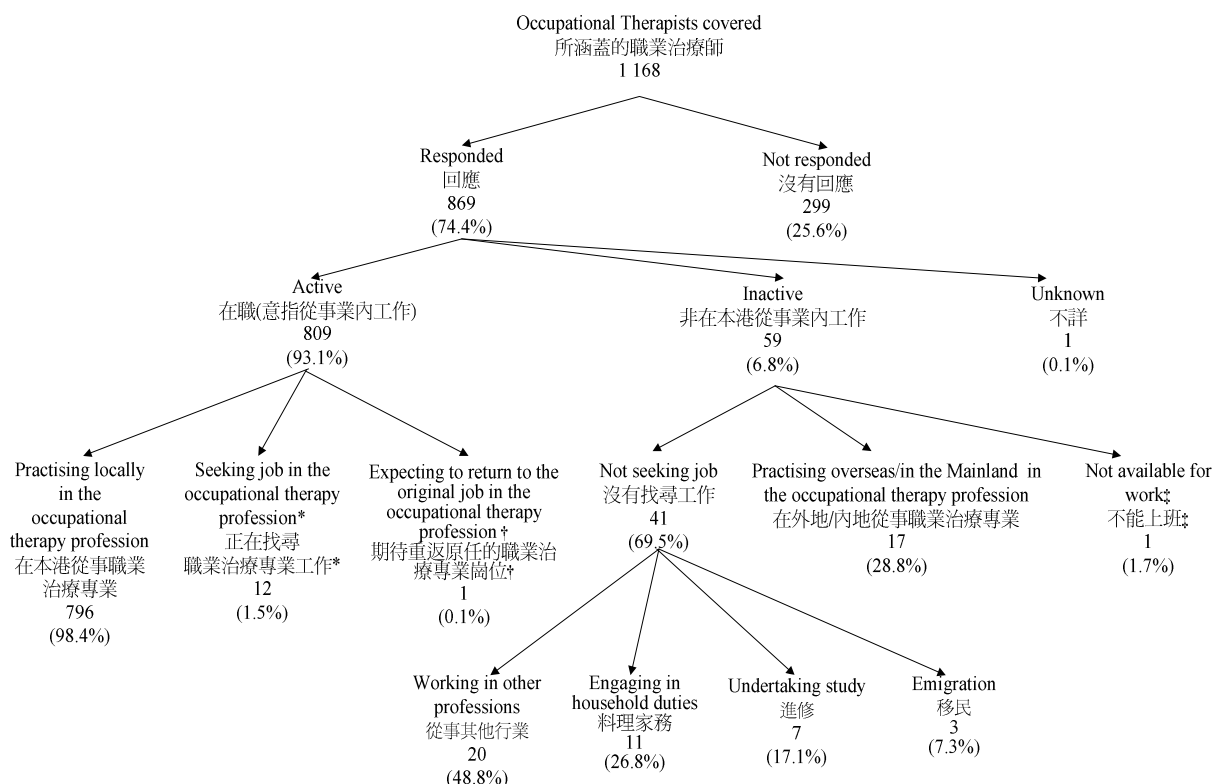 Occupational Therapists covered
所涵蓋的職業治療師
1 168
Responded
回應
869
(74.4%)
Not responded
沒有回應
299
(25.6%)
Active
在職(意指從事業內工作)
809
(93.1%)
Inactive
非在本港從事業內工作
59
(6.8%)
Unknown
不詳
1
(0.1%)
Practising locally
in the
occupational
therapy profession
在本港從事職業
治療專業
796
(98.4%)
Seeking job in the
occupational therapy
profession*
正在找尋
職業治療專業工作*
12
(1.5%)
Expecting to return to the
original job in the
occupational therapy
profession †
期待重返原任的職業治
療專業崗位†
1
(0.1%)
Not seeking job
沒有找尋工作
41
(69.5%)
Practising overseas/in the Mainland in
the occupational therapy profession
在外地/內地從事職業治療專業
17
(28.8%)
Not available for
work‡
不能上班‡
1
(1.7%)
Working in other
professions
從事其他行業
20
(48.8%)
Engaging in
household duties
料理家務
11
(26.8%)
Undertaking study
進修
7
(17.1%)
Emigration
移民
3
(7.3%)